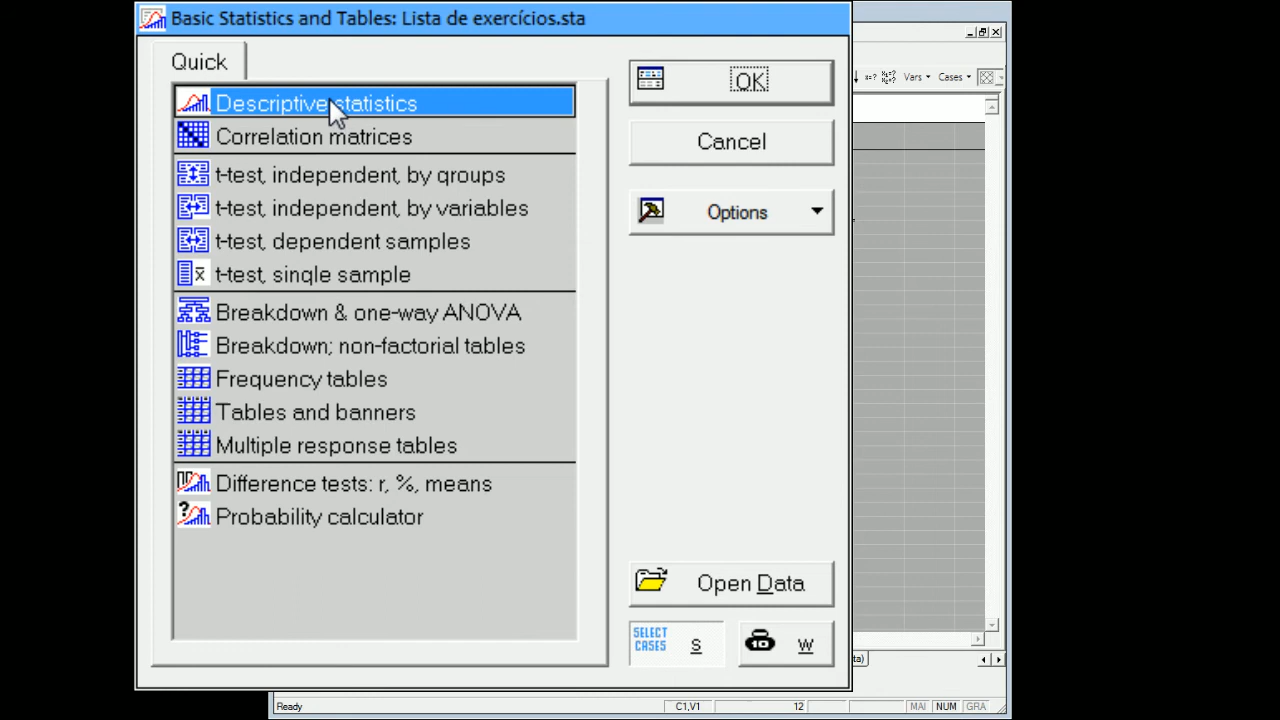 Basic Statistics and Tables: Lista de exercícios.sta
Quick
Descriptive statistics
Correlation matrices
t-test, independent, by groups
t-test, independent, by variables
t-test, dependent samples
t-test, single sample
Breakdown & one-way ANOVA
Breakdown; non-factorial tables
Frequency tables
Tables and banners
Multiple response tables
Difference tests: r, %, means
Probability calculator
OK
Cancel
Options
Open Data
SELECT
CASES
S
W
x=?
Vars
Cases
ta)
Ready
C1,V1
12
MAI
NUM
GRA